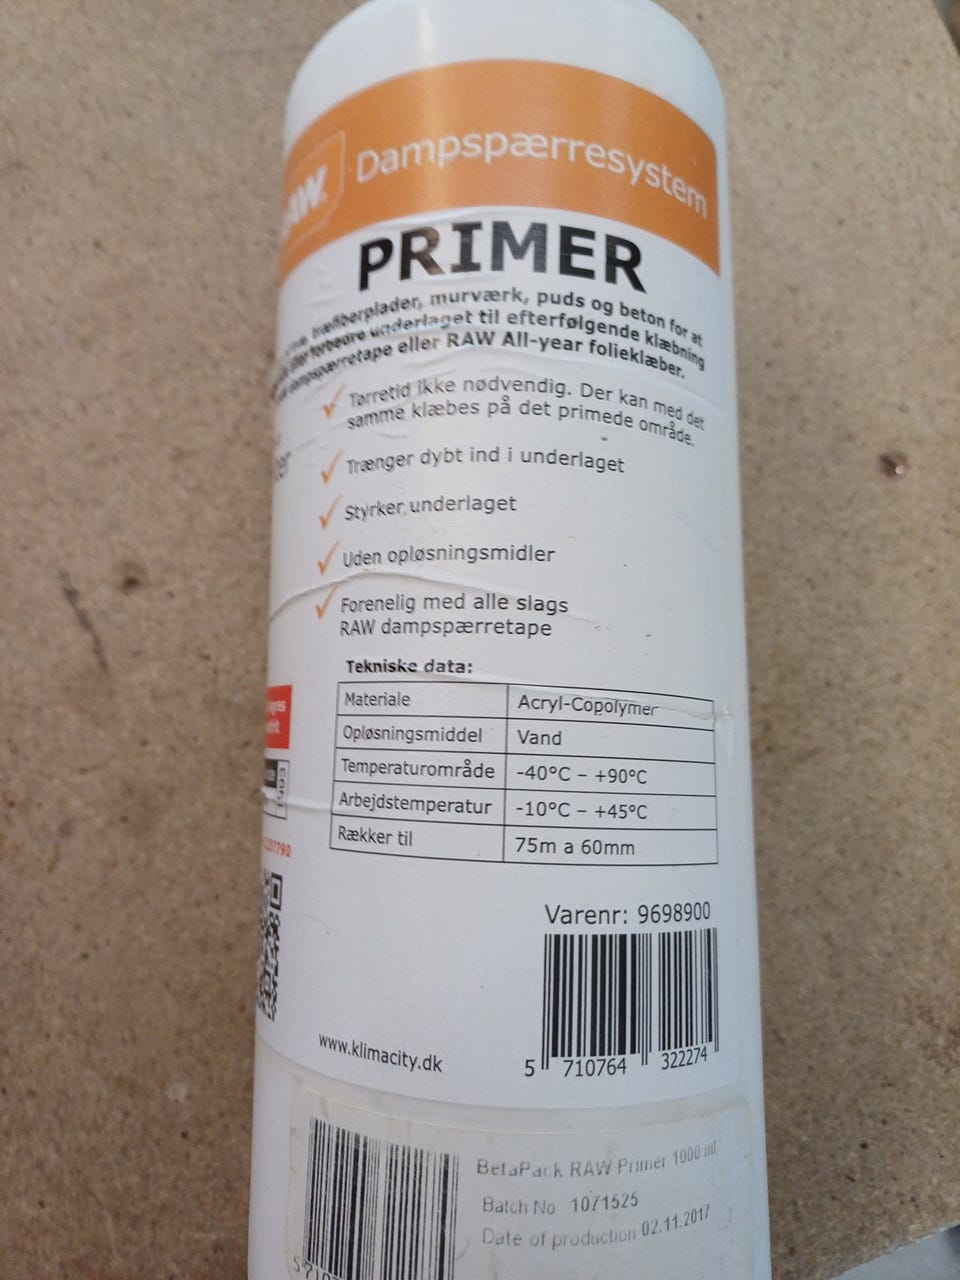 RAW
Dampspærresystem
PRIMER
træfiberplader, murværk, puds og beton for at
forbedre underlaget til efterfølgende klæbning
dampspærretape eller RAW All-year folieklæber.
Tørretid ikke nødvendig. Der kan med det
samme klæbes på det primede område.
Trænger dybt ind i underlaget
Styrker underlaget
Uden opløsningsmidler
Forenelig med alle slags
RAW dampspærretape
Tekniske data:
Materiale Acryl-Copolymer
Opløsningsmiddel Vand
Temperaturområde -40°C – +90°C
Arbejdstemperatur -10°C – +45°C
Rækker til 75m a 60mm
1993
Varenr: 9698900
5 710764 322274
www.klimacity.dk
BetaPack RAW Primer 1000 ml
Batch No 1071525
Date of production 02.11.2017